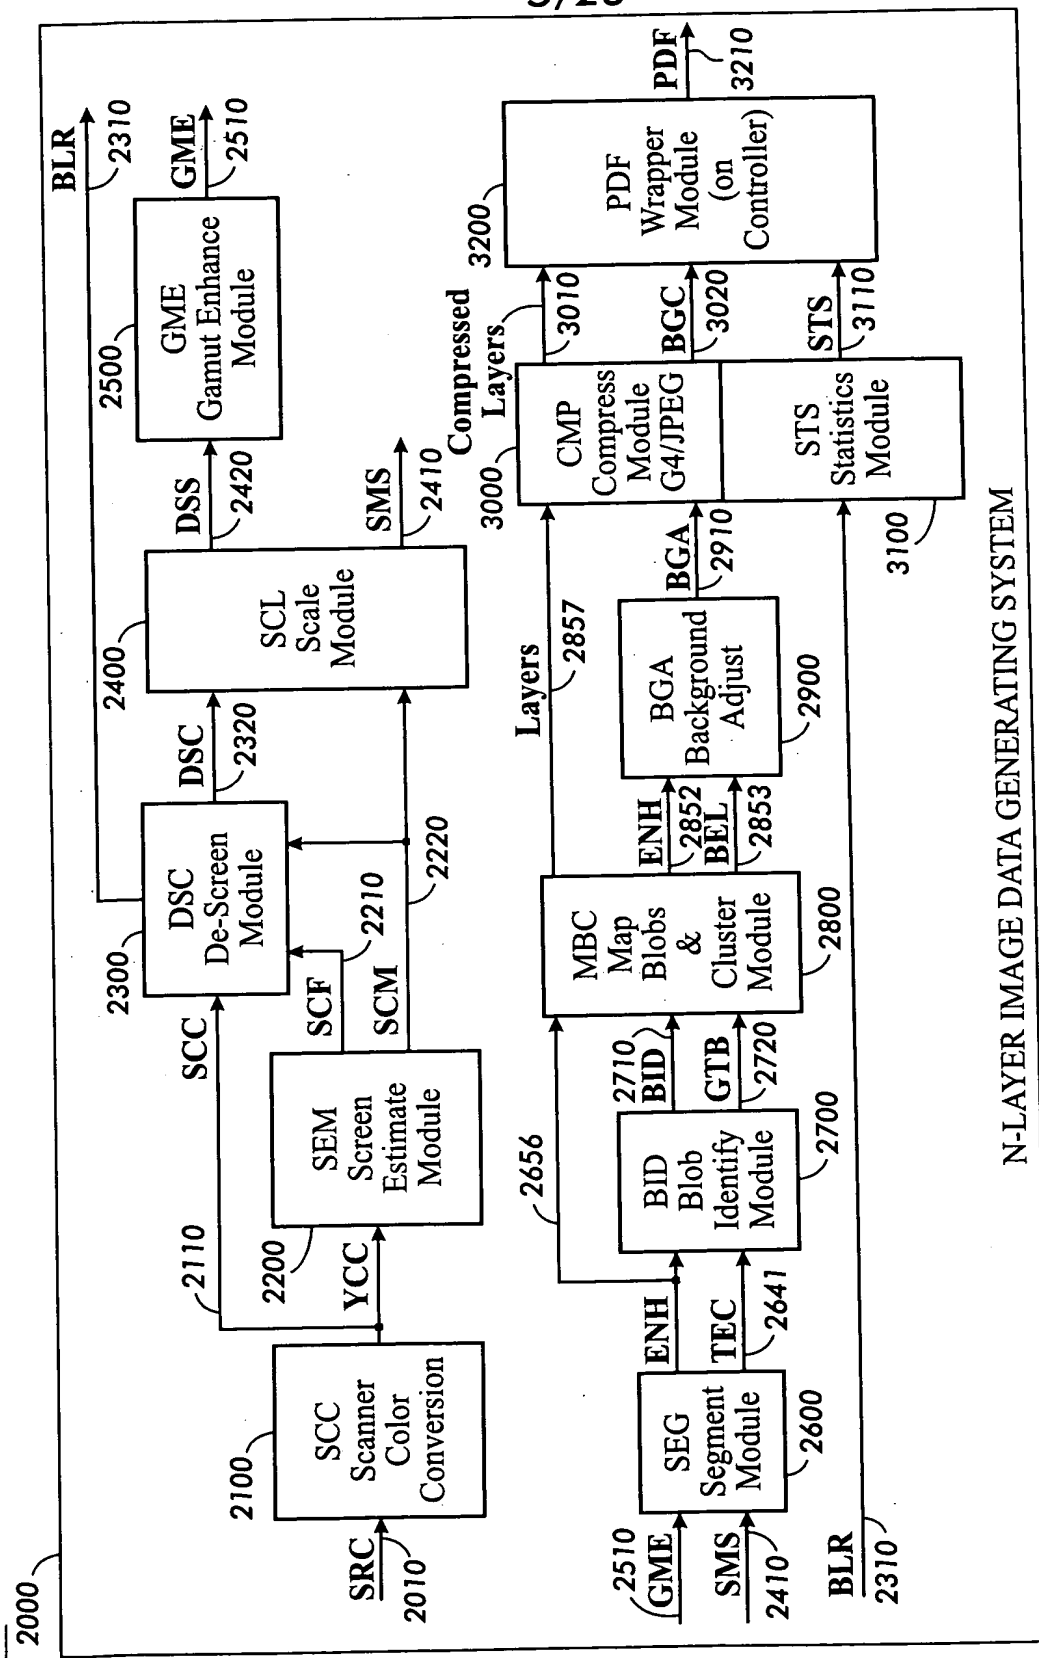 2000
BLR
2310
GME
2510
2500
GME
Gamut Enhance
Module
DSS
2420
SMS
2410
2400
SCL
Scale
Module
DSC
2320
2300
DSC
De-Screen
Module
SCC
SCF
2210
SCM
2220
SEM
Screen
Estimate
Module
2200
YCC
2110
2100
SCC
Scanner
Color
Conversion
SRC
2010
PDF
3210
3200
PDF
Wrapper
Module
(on
Controller)
Compressed
Layers
3010
BGC
3020
STS
3110
3000
CMP
Compress
Module
G4/JPEG
STS
Statistics
Module
3100
Layers
2857
BGA
2910
BGA
Background
Adjust
2900
ENH
2852
BEL
2853
MBC
Map
Blobs
&
Cluster
Module
2800
2656
2710
BID
GTB
2720
BID
Blob
Identify
Module
2700
ENH
TEC
2641
SEG
Segment
Module
2600
2510
GME
SMS
2410
BLR
2310
N-LAYER IMAGE DATA GENERATING SYSTEM